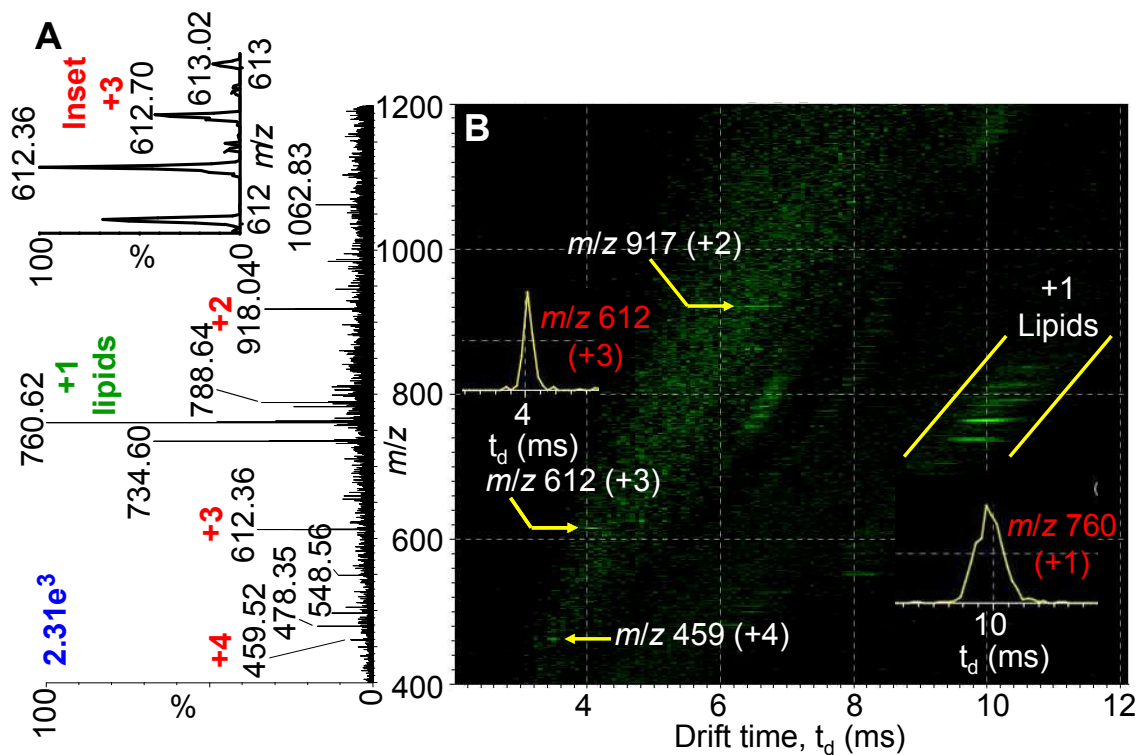 A
Inset
+3
612.36
612.70
613.02
613
612
m/z
100
%
0
1062.83
+2
918.04
+1
lipids
788.64
760.62
734.60
+3
612.36
548.56
478.35
459.52
+4
2.31e³
100
%
0
m/z
1200
1000
800
600
400
B
m/z 917 (+2)
m/z 612
(+3)
4
t_d (ms)
m/z 612 (+3)
m/z 459 (+4)
+1
Lipids
m/z 760
(+1)
10
t_d (ms)
4
6
8
10
12
Drift time, t_d (ms)